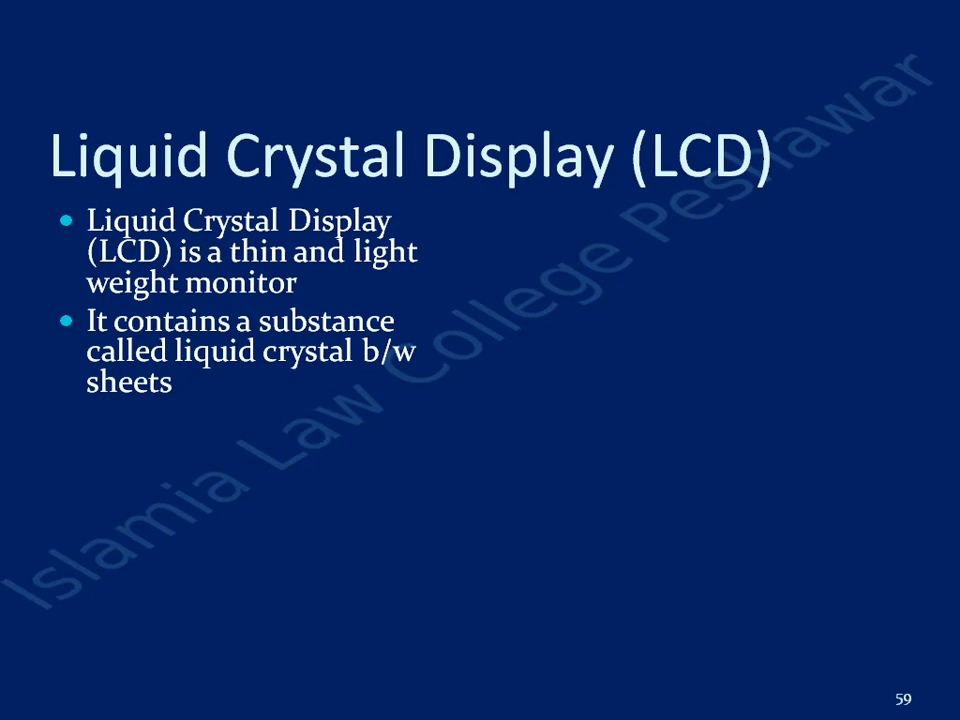 Liquid Crystal Display (LCD)
• Liquid Crystal Display
(LCD) is a thin and light
weight monitor
• It contains a substance
called liquid crystal b/w
sheets
Islamia Law College Peshawar
59